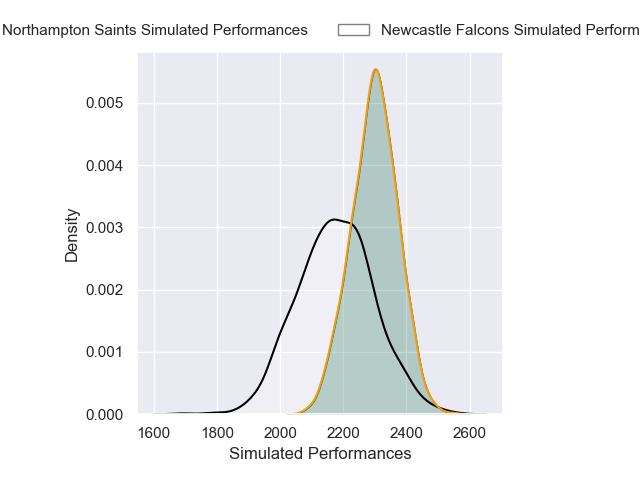 Northampton Saints Simulated Performances
Newcastle Falcons Simulated Perform
0.005
0.004
0.003
0.002
0.001
0.000
Density
1600 1800 2000 2200 2400 2600
Simulated Performances